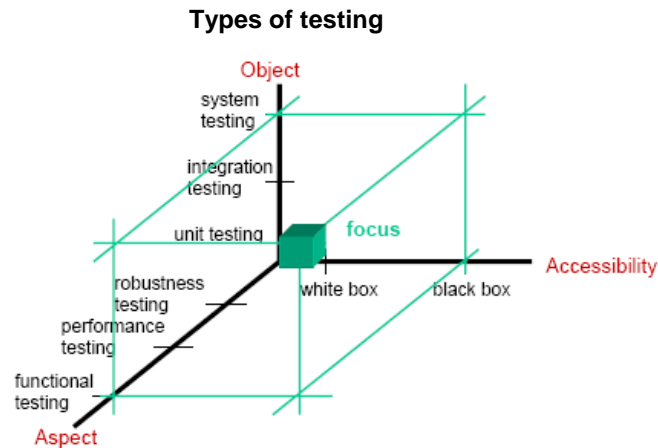 Types of testing
Object
system
testing
integration
testing
unit testing
focus
Accessibility
white box
black box
robustness
testing
performance
testing
functional
testing
Aspect